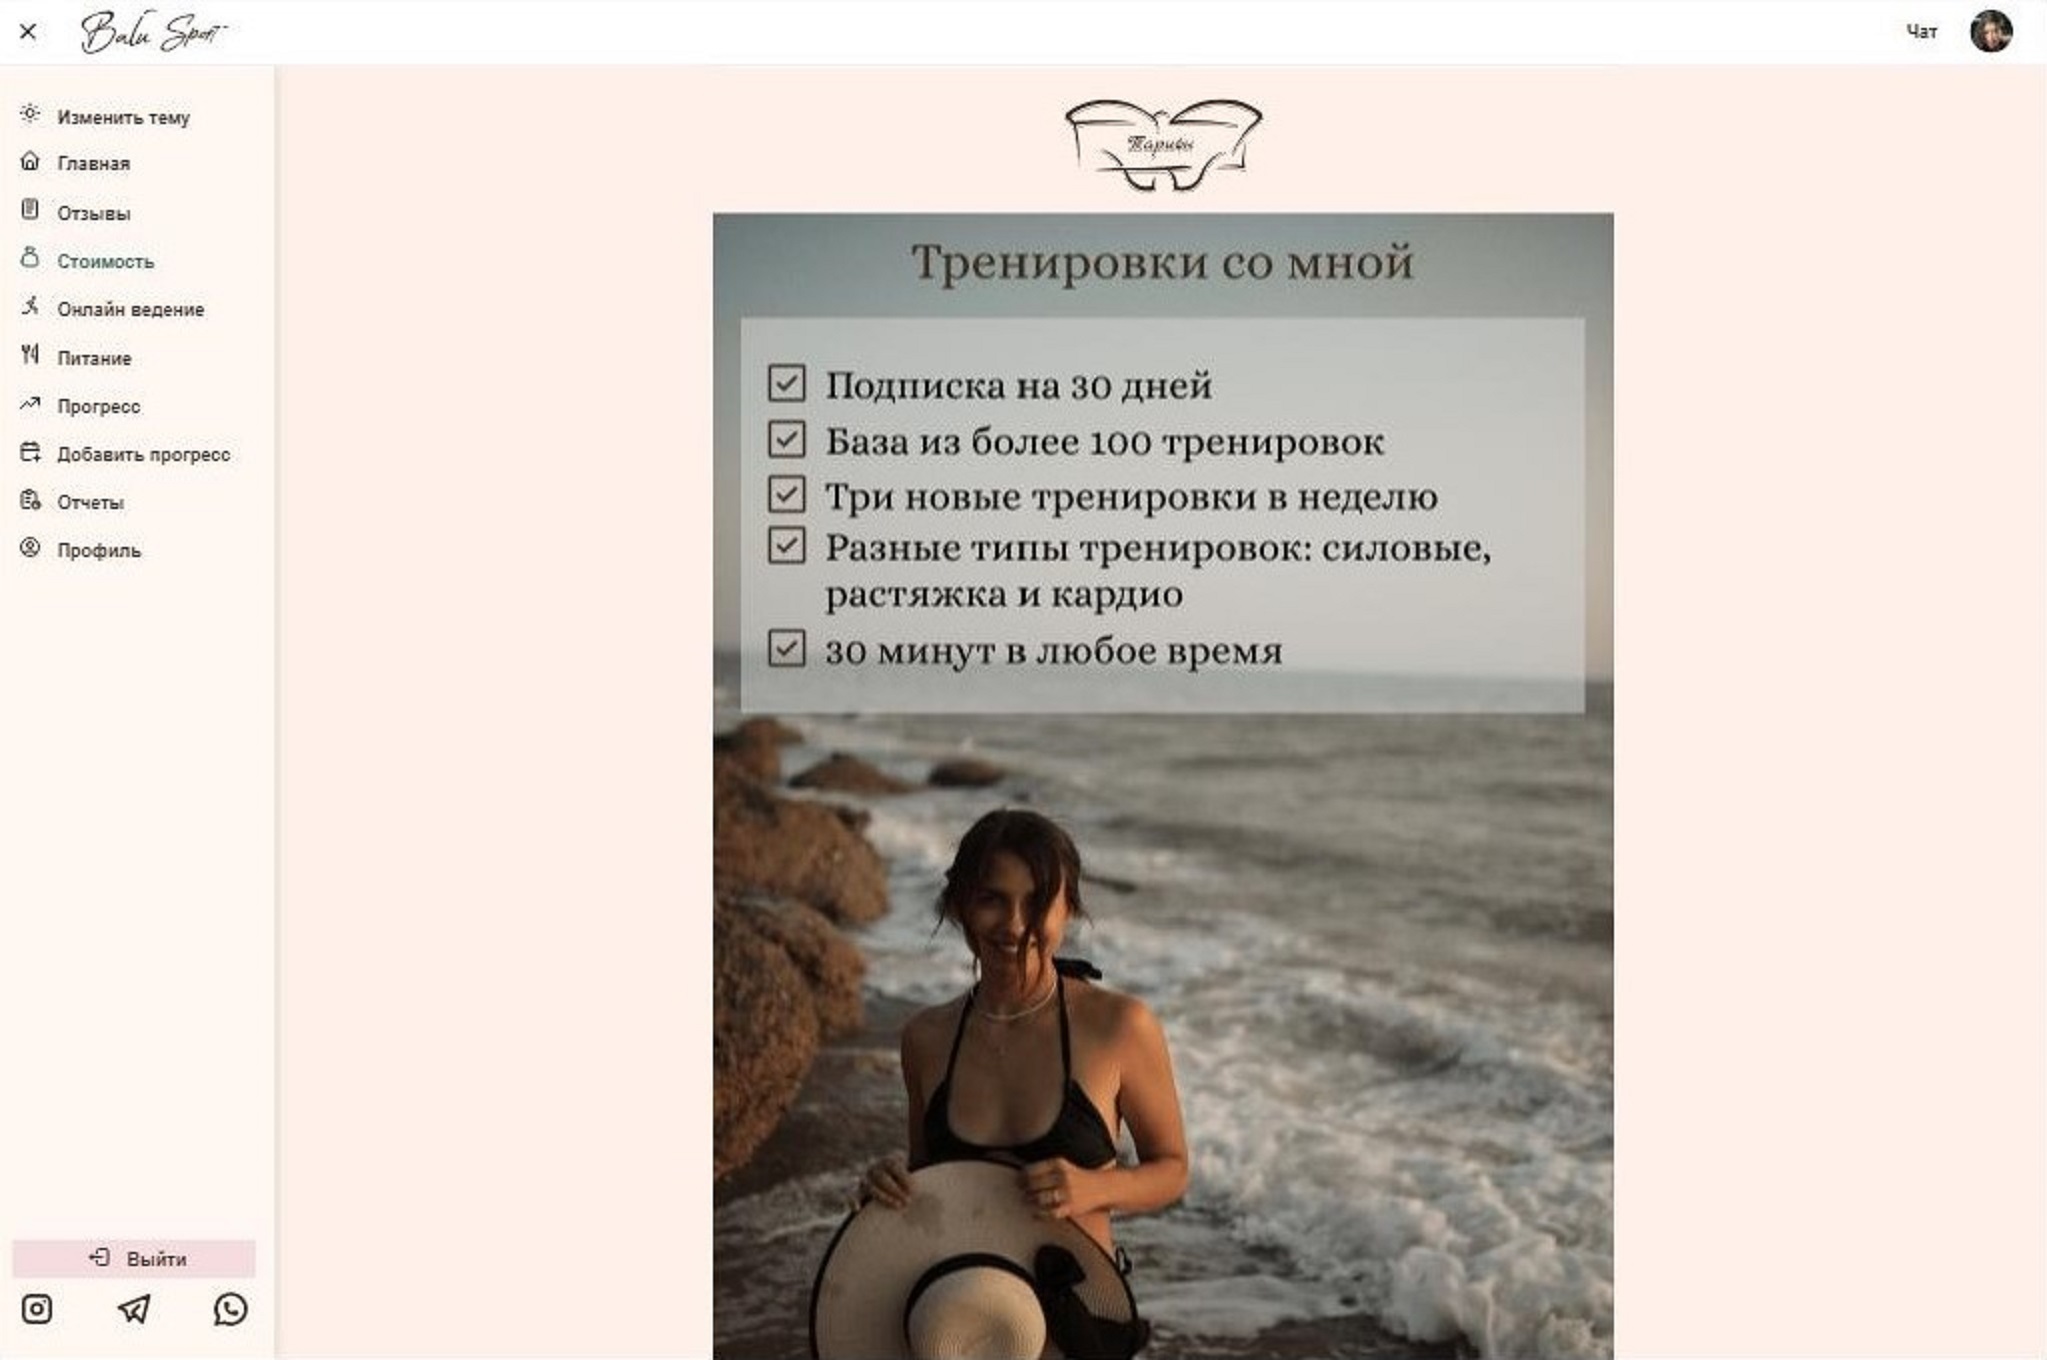 Balu Sport
Чат
Изменить тему
Главная
Отзывы
Стоимость
Онлайн ведение
Питание
Прогресс
Добавить прогресс
Отчеты
Профиль
Выйти
Тарифы
Тренировки со мной
Подписка на 30 дней
База из более 100 тренировок
Три новые тренировки в неделю
Разные типы тренировок: силовые,
растяжка и кардио
30 минут в любое время